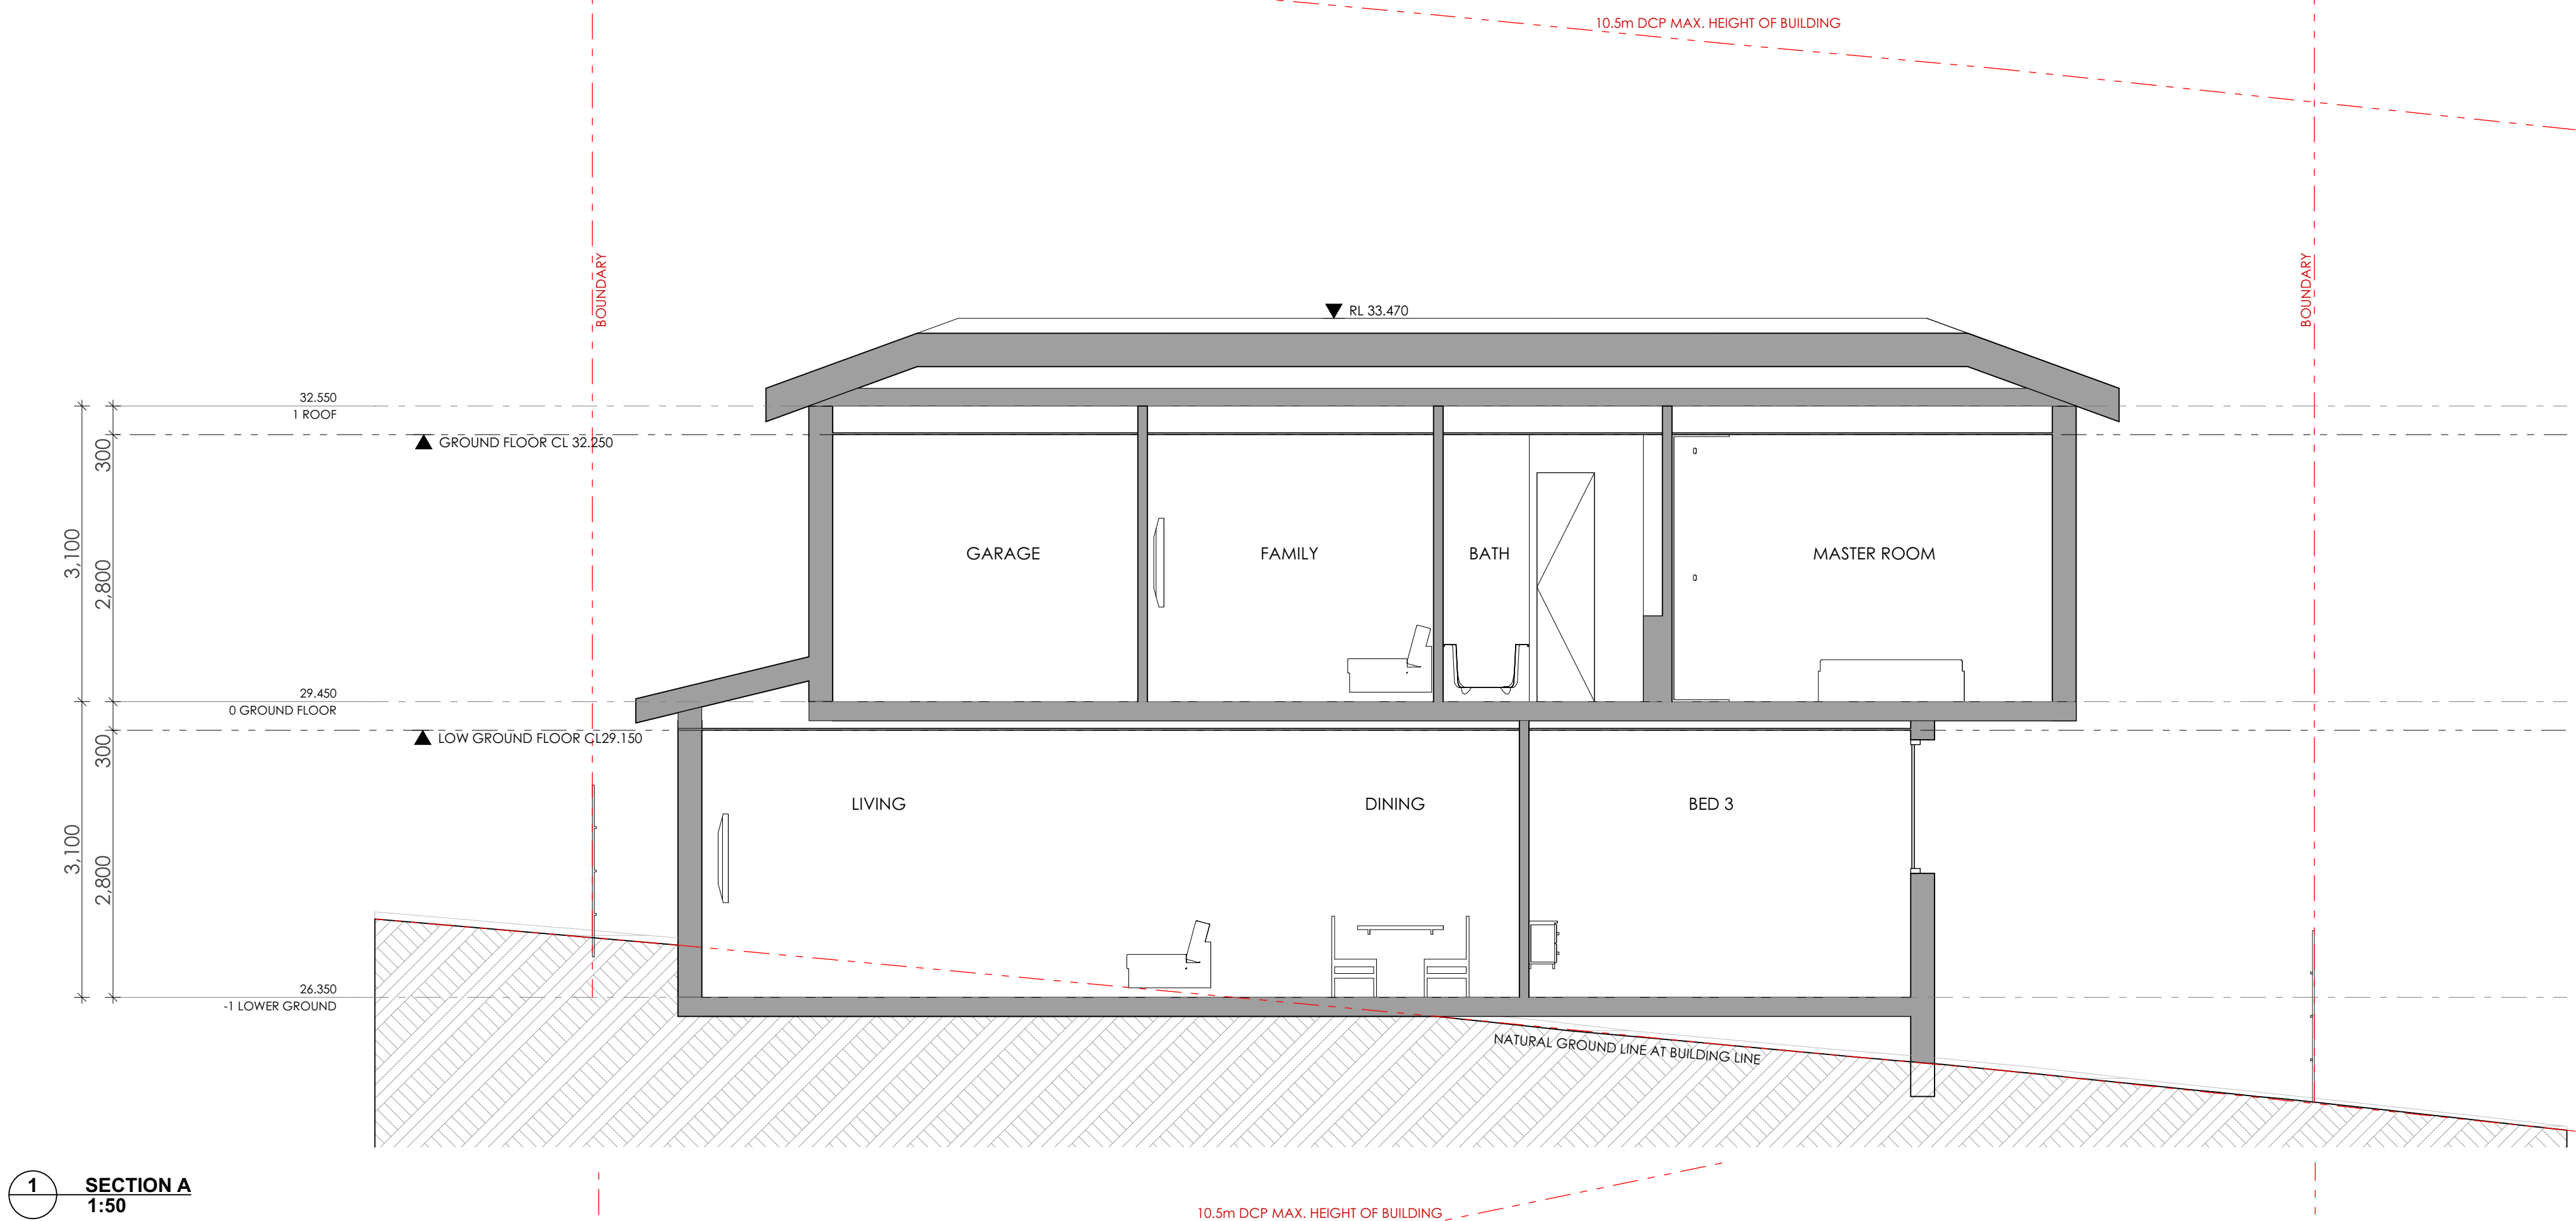 10.5m DCP MAX. HEIGHT OF BUILDING
BOUNDARY
BOUNDARY
RL 33.470
32.550
1 ROOF
GROUND FLOOR CL 32.250
300
3,100
2,800
GARAGE
FAMILY
BATH
MASTER ROOM
29.450
0 GROUND FLOOR
LOW GROUND FLOOR CL29.150
300
3,100
2,800
LIVING
DINING
BED 3
26.350
-1 LOWER GROUND
NATURAL GROUND LINE AT BUILDING LINE
1
SECTION A
1:50
10.5m DCP MAX. HEIGHT OF BUILDING